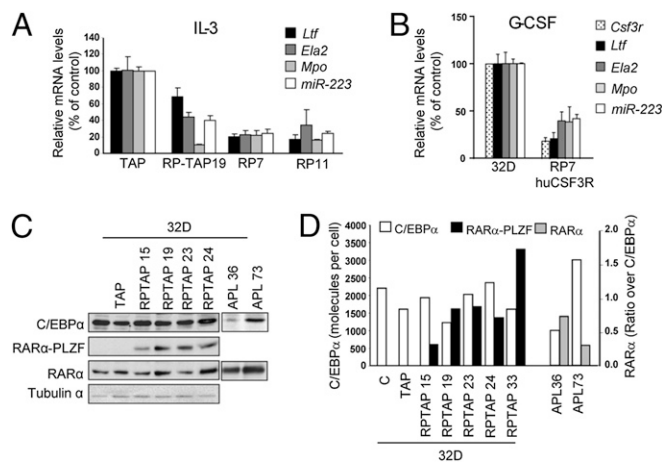 A
IL-3
Relative mRNA levels
(% of control)
140
120
100
80
60
40
20
0
TAP
RP-TAP19
RP7
RP11
Ltf
Ela2
Mpo
miR-223
B
G-CSF
Relative mRNA levels
(% of control)
150
100
50
0
32D
RP7
huCSF3R
Csf3r
Ltf
Ela2
Mpo
miR-223
C
32D
TAP
RPTAP 15
RPTAP 19
RPTAP 23
RPTAP 24
APL 36
APL 73
C/EBPα
RARα-PLZF
RARα
Tubulin α
D
C/EBPα
RARα-PLZF
RARα
C/EBPα (molecules per cell)
4000
3500
3000
2500
2000
1500
1000
500
0
RARα (Ratio over C/EBPα)
2.0
1.5
1.0
0.5
0.0
C
TAP
RPTAP 15
RPTAP 19
RPTAP 23
RPTAP 24
RPTAP 33
APL36
APL73
32D